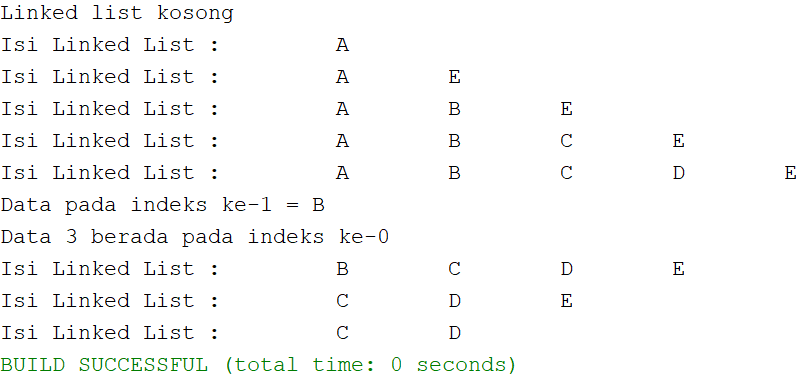 Linked list kosong
Isi Linked List : A
Isi Linked List : A E
Isi Linked List : A B E
Isi Linked List : A B C E
Isi Linked List : A B C D E
Data pada indeks ke-1 = B
Data 3 berada pada indeks ke-0
Isi Linked List : B C D E
Isi Linked List : C D E
Isi Linked List : C D
BUILD SUCCESSFUL (total time: 0 seconds)